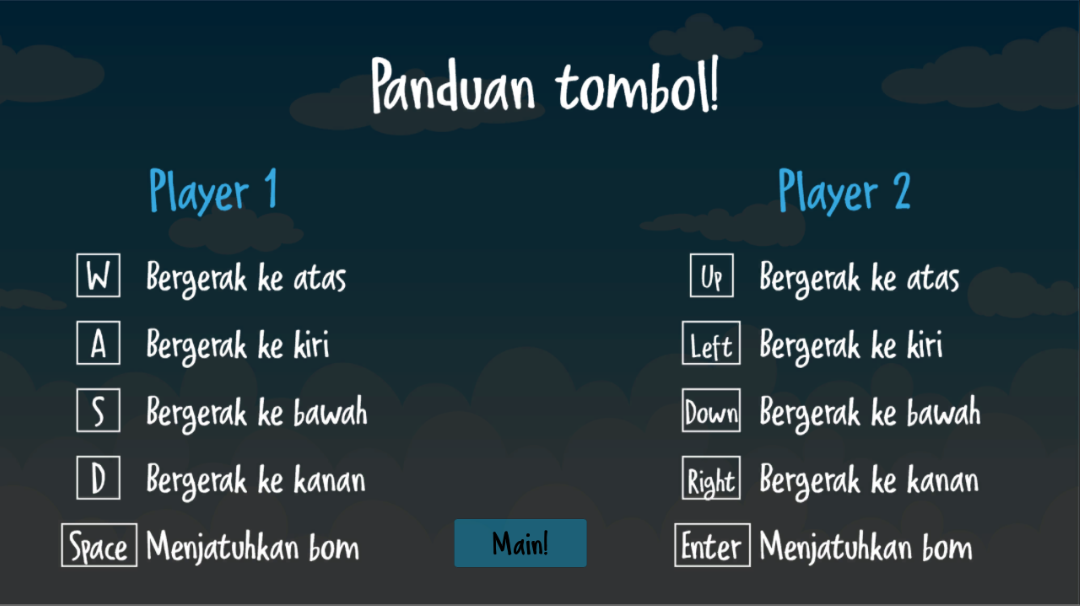 Panduan tombol!
Player 1
W Bergerak ke atas
A Bergerak ke kiri
S Bergerak ke bawah
D Bergerak ke kanan
Space Menjatuhkan bom
Player 2
Up Bergerak ke atas
Left Bergerak ke kiri
Down Bergerak ke bawah
Right Bergerak ke kanan
Enter Menjatuhkan bom
Main!